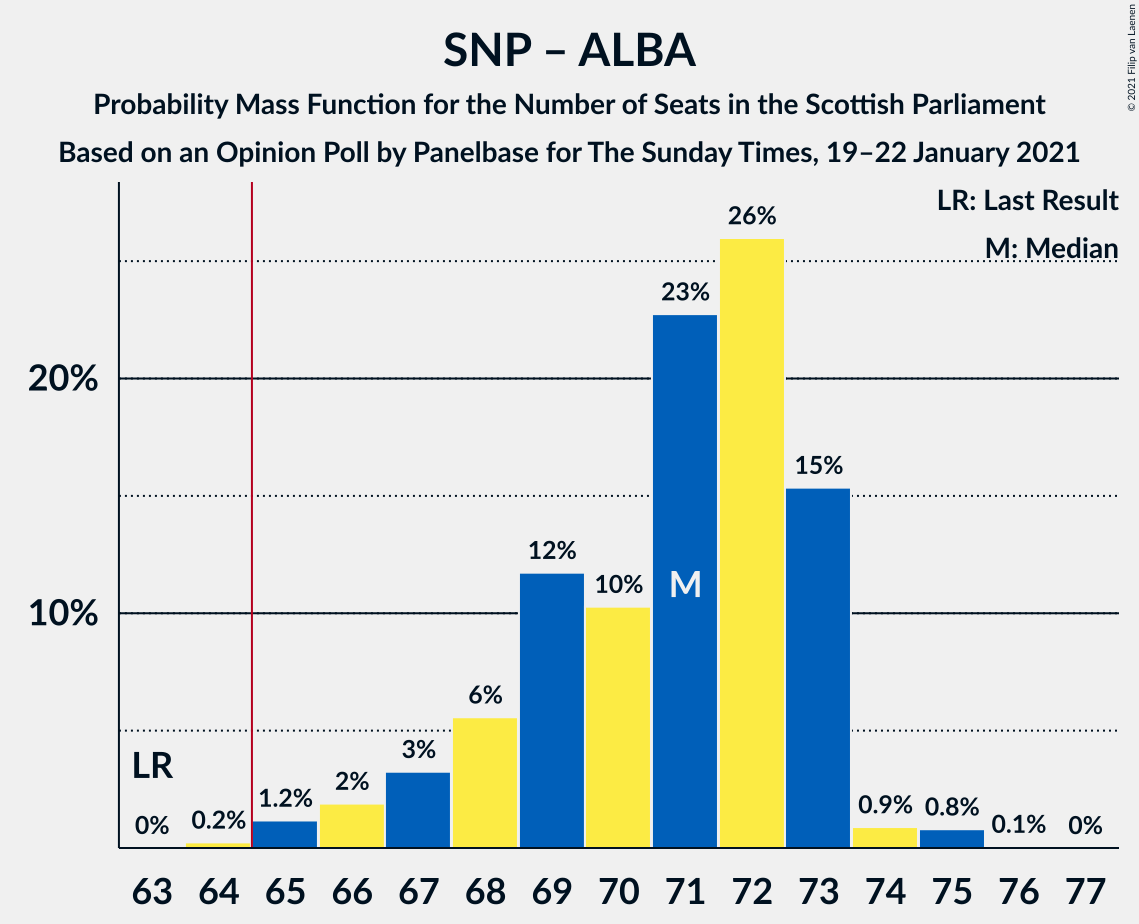 SNP – ALBA
Probability Mass Function for the Number of Seats in the Scottish Parliament
Based on an Opinion Poll by Panelbase for The Sunday Times, 19–22 January 2021
© 2021 Filip van Laenen
LR: Last Result
M: Median
26%
23%
20%
15%
12%
10%
M
10%
6%
3%
LR
2%
1.2%
0.9%
0.8%
0.2%
0.1%
0%
0%
63 64 65 66 67 68 69 70 71 72 73 74 75 76 77